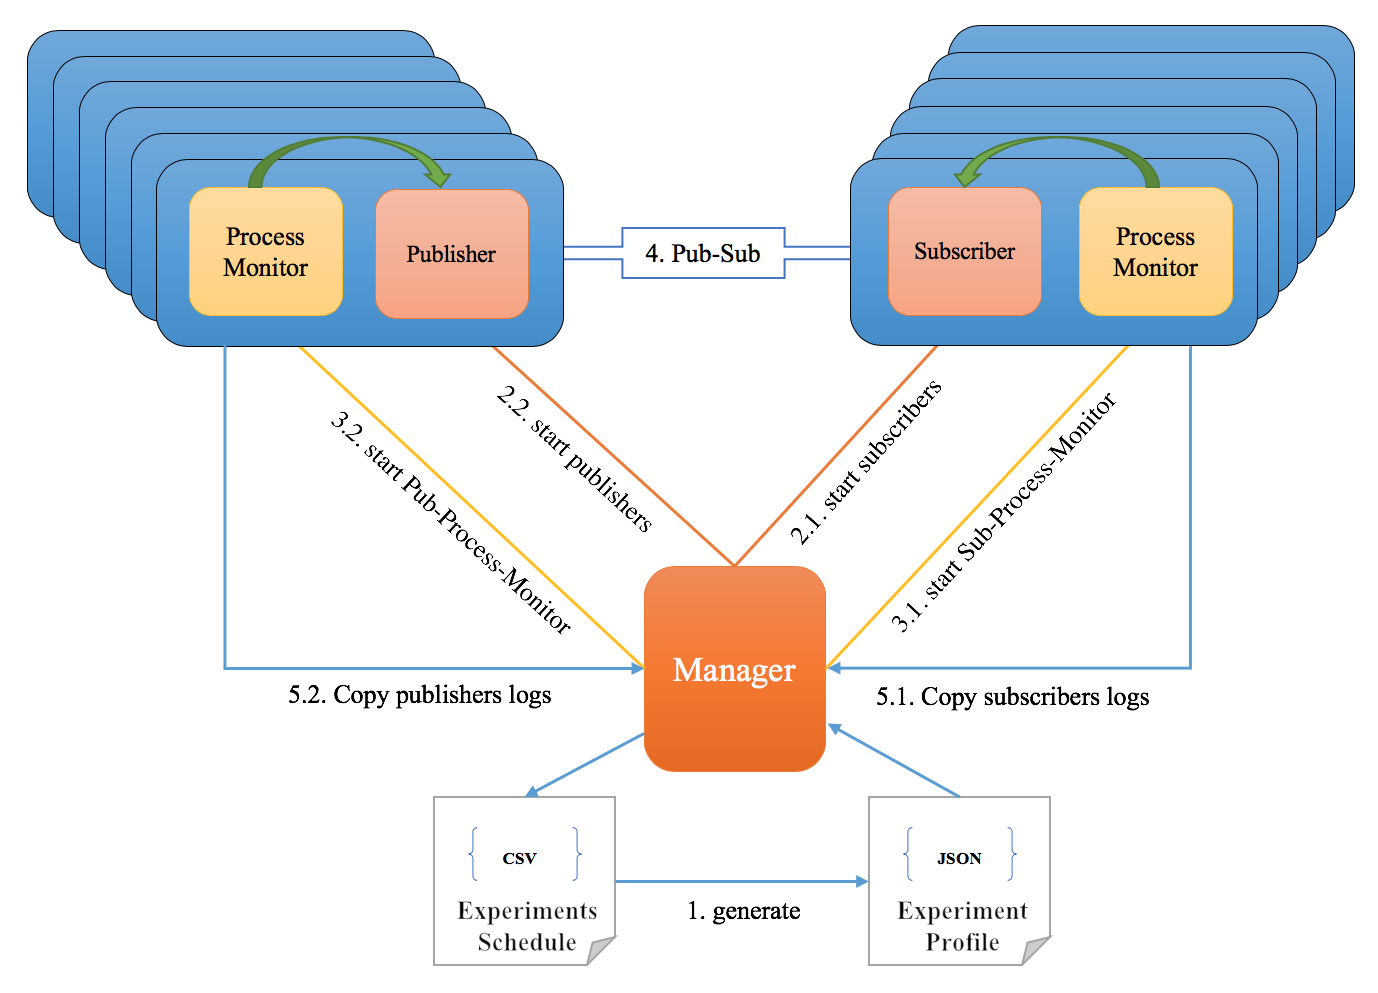 Process
Monitor
Publisher
4. Pub-Sub
Subscriber
Process
Monitor
2.2. start publishers
2.1. start subscribers
3.2. start Pub-Process-Monitor
3.1. start Sub-Process-Monitor
Manager
5.2. Copy publishers logs
5.1. Copy subscribers logs
CSV
Experiments
Schedule
1. generate
JSON
Experiment
Profile